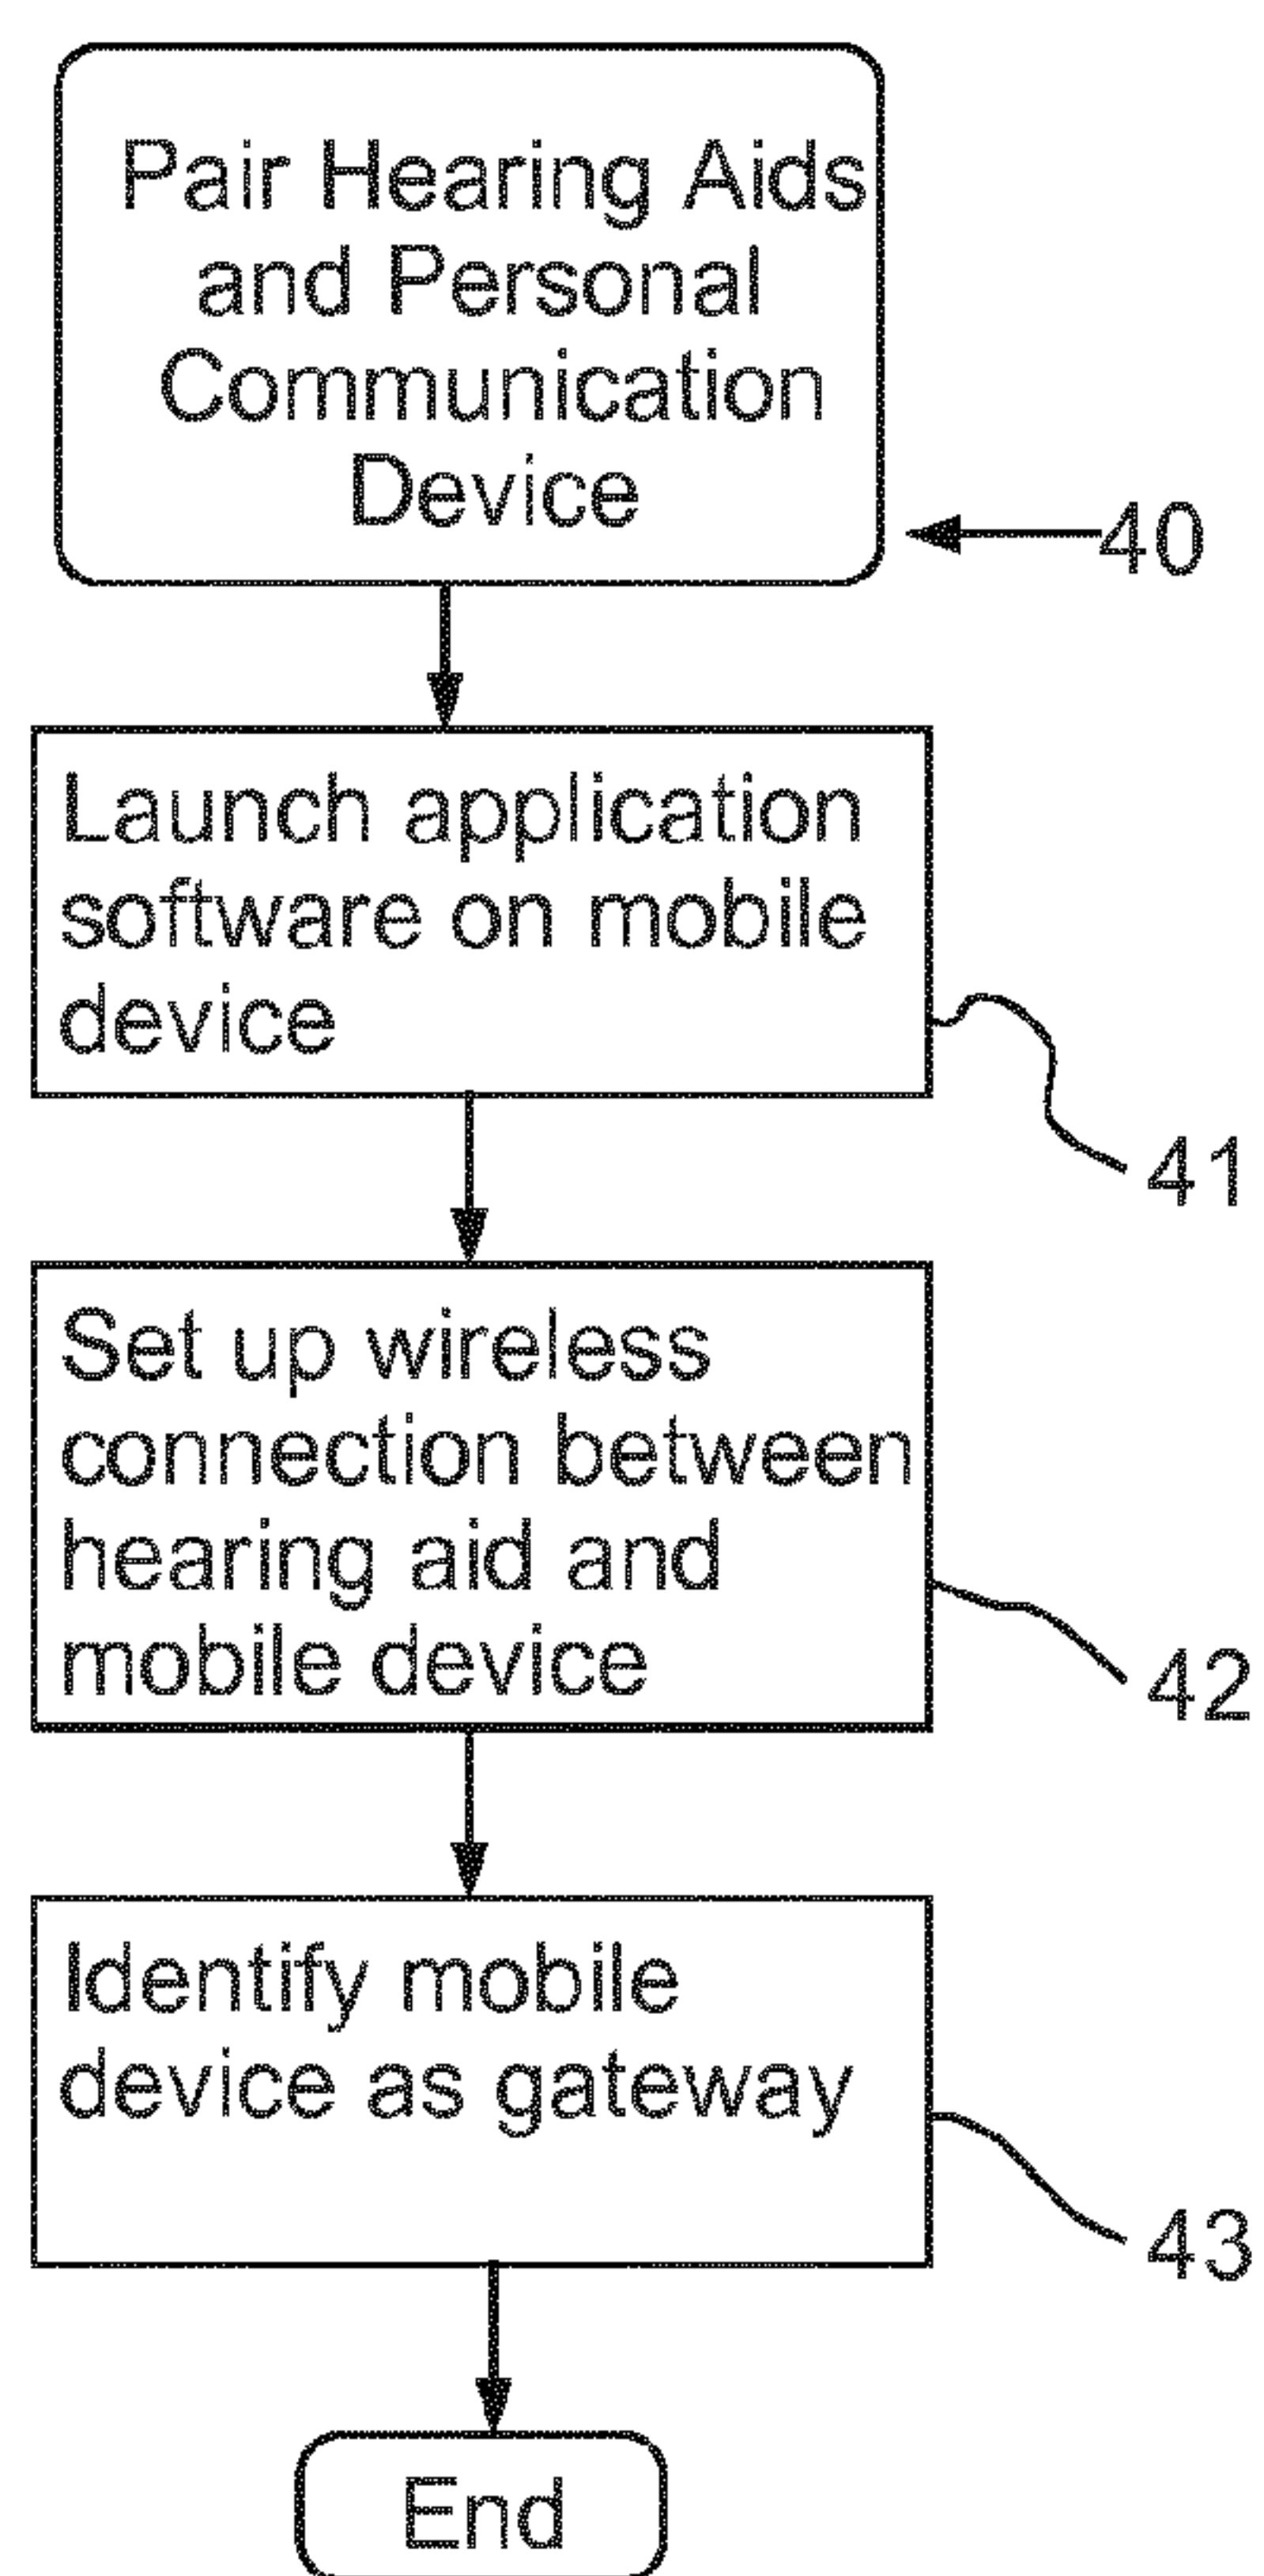 Pair Hearing Aids
and Personal
Communication
Device
40
Launch application
software on mobile
device
41
Set up wireless
connection between
hearing aid and
mobile device
42
Identify mobile
device as gateway
43
End